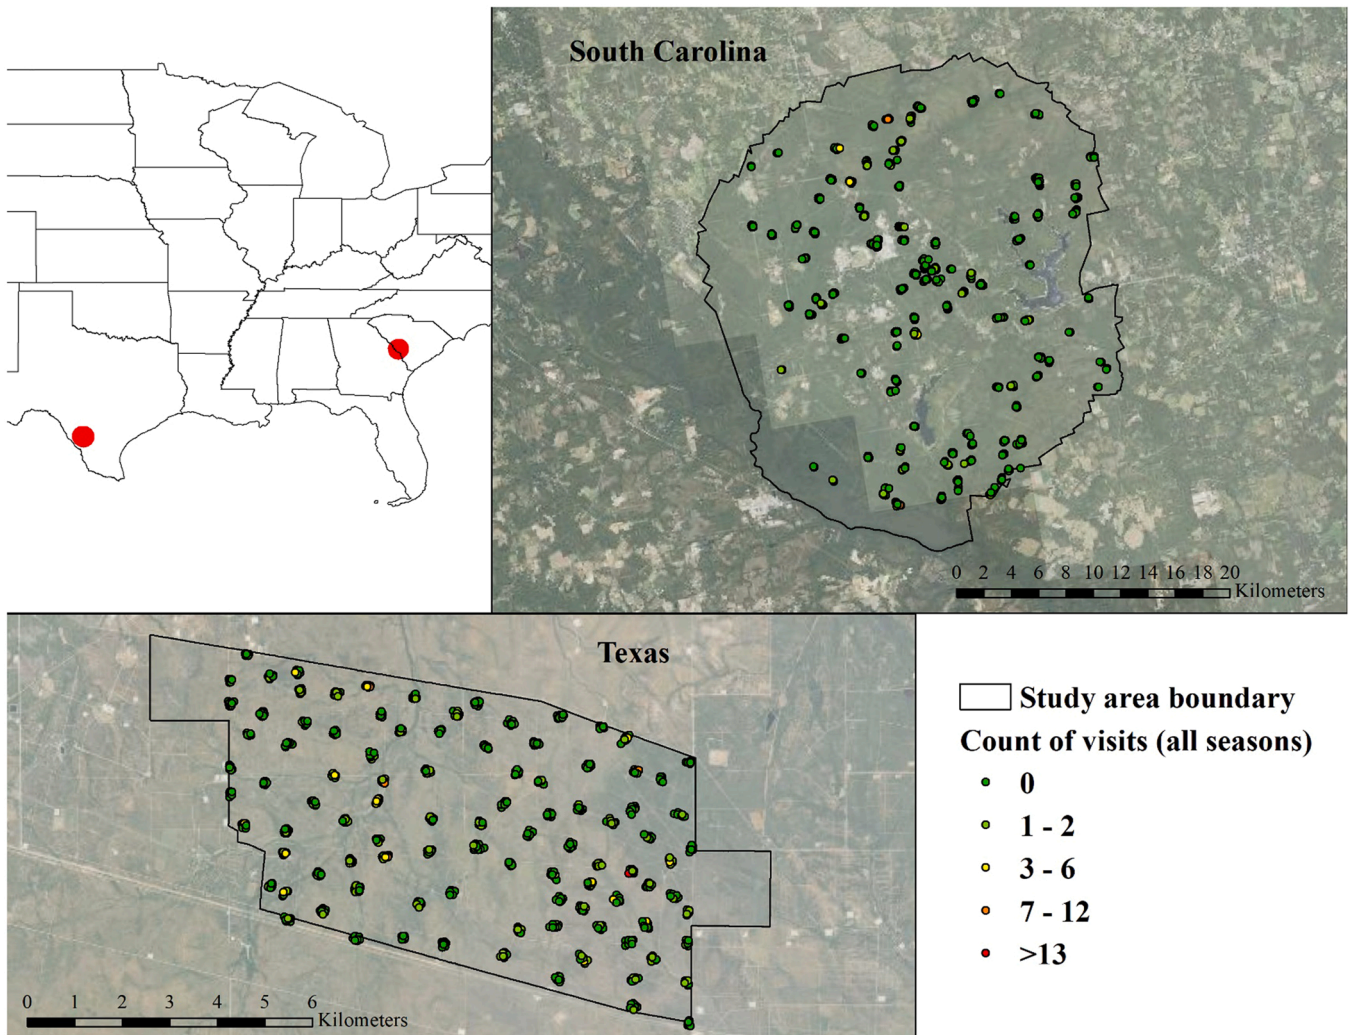 South Carolina
0 2 4 6 8 10 12 14 16 18 20
Kilometers
Texas
0 1 2 3 4 5 6
Kilometers
Study area boundary
Count of visits (all seasons)
0
1 - 2
3 - 6
7 - 12
>13